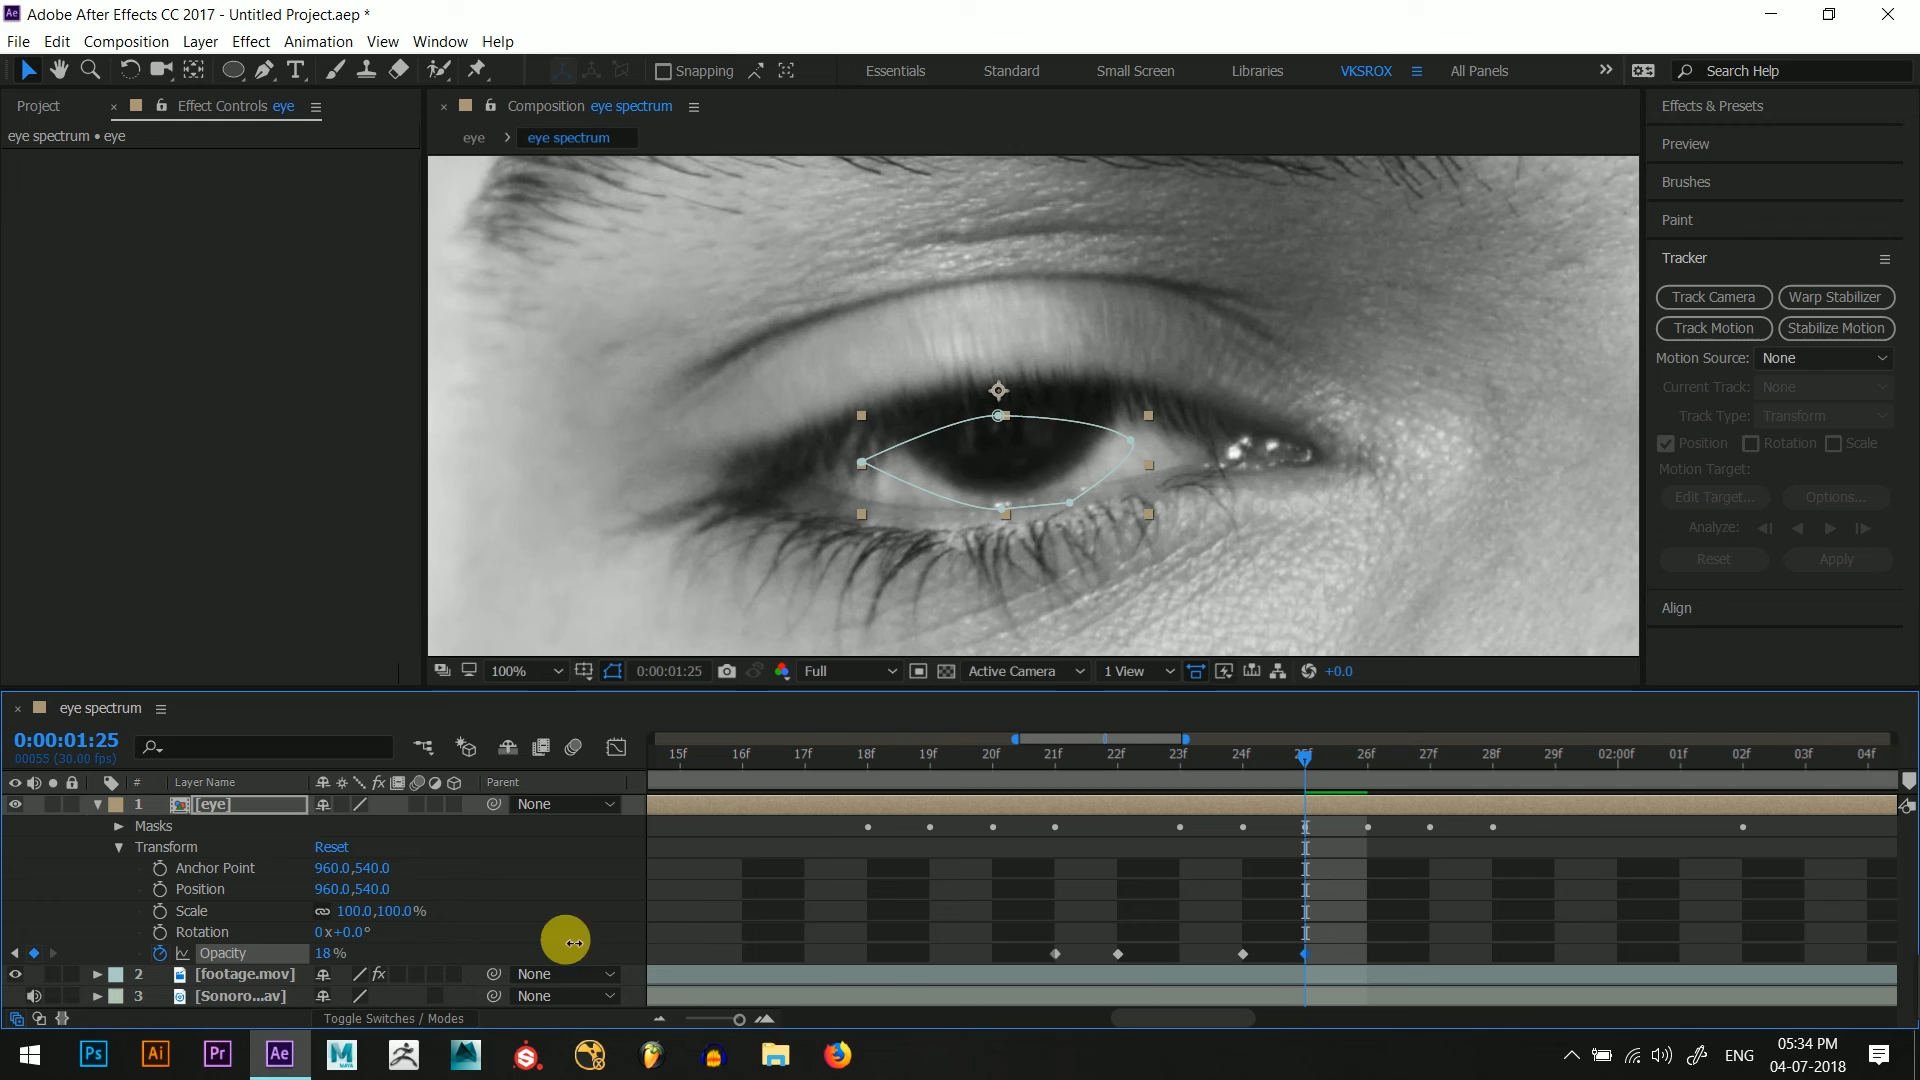 Adobe After Effects CC 2017 - Untitled Project.aep *
File Edit Composition Layer Effect Animation View Window Help
Snapping Essentials Standard Small Screen Libraries VKSROX All Panels Search Help
Project × Effect Controls eye × Composition eye spectrum Effects & Presets
eye spectrum • eye
eye eye spectrum
Preview
Brushes
Paint
Tracker
Track Camera Warp Stabilizer
Track Motion Stabilize Motion
Motion Source: None
Current Track: None
Track Type: Transform
Position Rotation Scale
Motion Target:
Edit Target... Options...
Analyze:
Reset Apply
Align
100% 0:00:01:25 Full Active Camera 1 View +0.0
× eye spectrum
0:00:01:25
00055 (30.00 fps)
15f 16f 17f 18f 19f 20f 21f 22f 23f 24f 25f 26f 27f 28f 29f 02:00f 01f 02f 03f 04f
# Layer Name fx Parent
1 [eye] None
Masks
Transform Reset
Anchor Point 960.0,540.0
Position 960.0,540.0
Scale 100.0,100.0%
Rotation 0x+0.0°
Opacity 18%
2 [footage.mov] fx None
3 [Sonoro...av] None
Toggle Switches / Modes
Ps Ai Pr Ae MAYA ENG 05:34 PM
04-07-2018